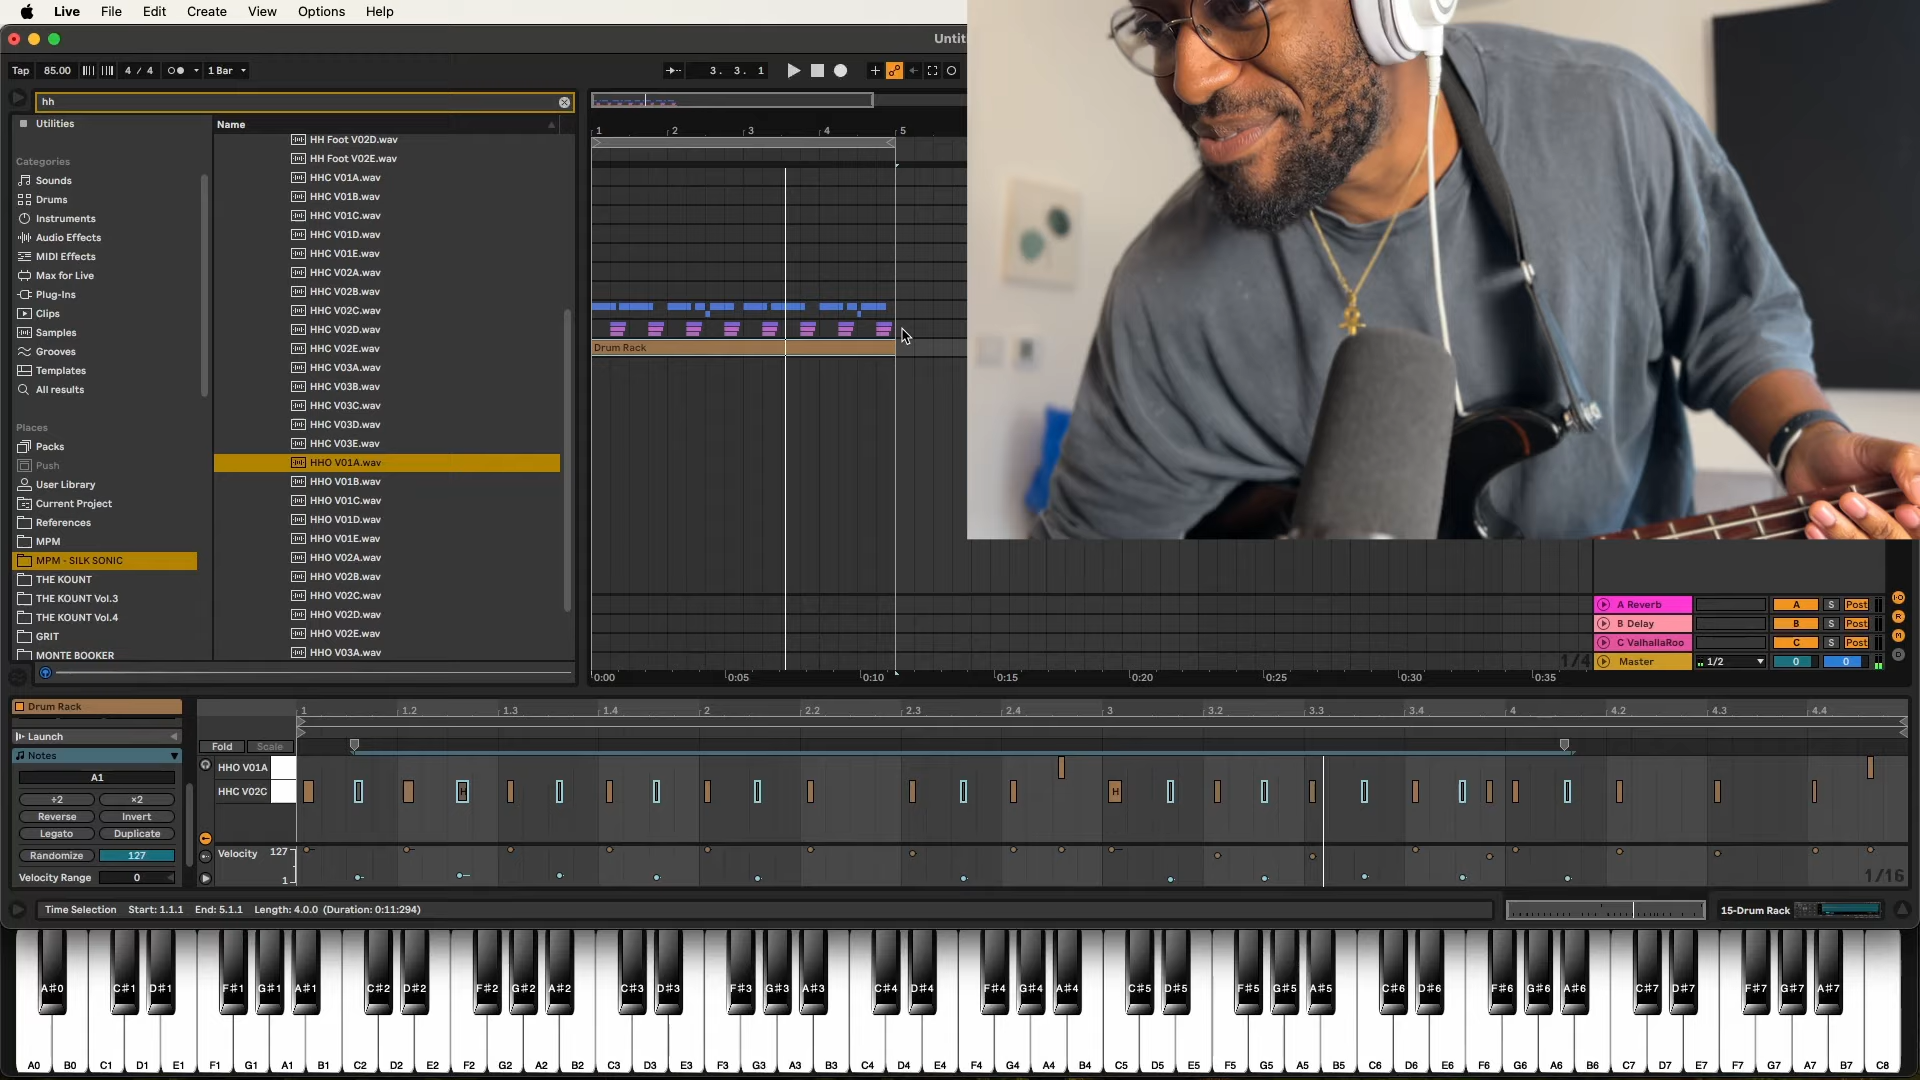 Live File Edit Create View Options Help
Untitl
Tap 85.00 4 / 4 1 Bar 3. 3. 1
hh
Utilities
Categories
Sounds
Drums
Instruments
Audio Effects
MIDI Effects
Max for Live
Plug-Ins
Clips
Samples
Grooves
Templates
All results
Places
Packs
Push
User Library
Current Project
References
MPM
MPM - SILK SONIC
THE KOUNT
THE KOUNT Vol.3
THE KOUNT Vol.4
GRIT
MONTE BOOKER
Name
HH Foot V02D.wav
HH Foot V02E.wav
HHC V01A.wav
HHC V01B.wav
HHC V01C.wav
HHC V01D.wav
HHC V01E.wav
HHC V02A.wav
HHC V02B.wav
HHC V02C.wav
HHC V02D.wav
HHC V02E.wav
HHC V03A.wav
HHC V03B.wav
HHC V03C.wav
HHC V03D.wav
HHC V03E.wav
HHO V01A.wav
HHO V01B.wav
HHO V01C.wav
HHO V01D.wav
HHO V01E.wav
HHO V02A.wav
HHO V02B.wav
HHO V02C.wav
HHO V02D.wav
HHO V02E.wav
HHO V03A.wav
1 2 3 4 5
Drum Rack
1/4
0:00 0:05 0:10 0:15 0:20 0:25 0:30 0:35
A Reverb A S Post
B Delay B S Post
C ValhallaRoo C S Post
Master 1/2 0 0
Drum Rack
Launch
Notes
A1
÷2 ×2
Reverse Invert
Legato Duplicate
Randomize 127
Velocity Range 0
1 1.2 1.3 1.4 2 2.2 2.3 2.4 3 3.2 3.3 3.4 4 4.2 4.3 4.4
Fold Scale
HHO V01A
HHC V02C H H
Velocity 127
1
1/16
Time Selection Start: 1.1.1 End: 5.1.1 Length: 4.0.0 (Duration: 0:11:294)
15-Drum Rack
A♯0 C♯1 D♯1 F♯1 G♯1 A♯1 C♯2 D♯2 F♯2 G♯2 A♯2 C♯3 D♯3 F♯3 G♯3 A♯3 C♯4 D♯4 F♯4 G♯4 A♯4 C♯5 D♯5 F♯5 G♯5 A♯5 C♯6 D♯6 F♯6 G♯6 A♯6 C♯7 D♯7 F♯7 G♯7 A♯7
A0 B0 C1 D1 E1 F1 G1 A1 B1 C2 D2 E2 F2 G2 A2 B2 C3 D3 E3 F3 G3 A3 B3 C4 D4 E4 F4 G4 A4 B4 C5 D5 E5 F5 G5 A5 B5 C6 D6 E6 F6 G6 A6 B6 C7 D7 E7 F7 G7 A7 B7 C8